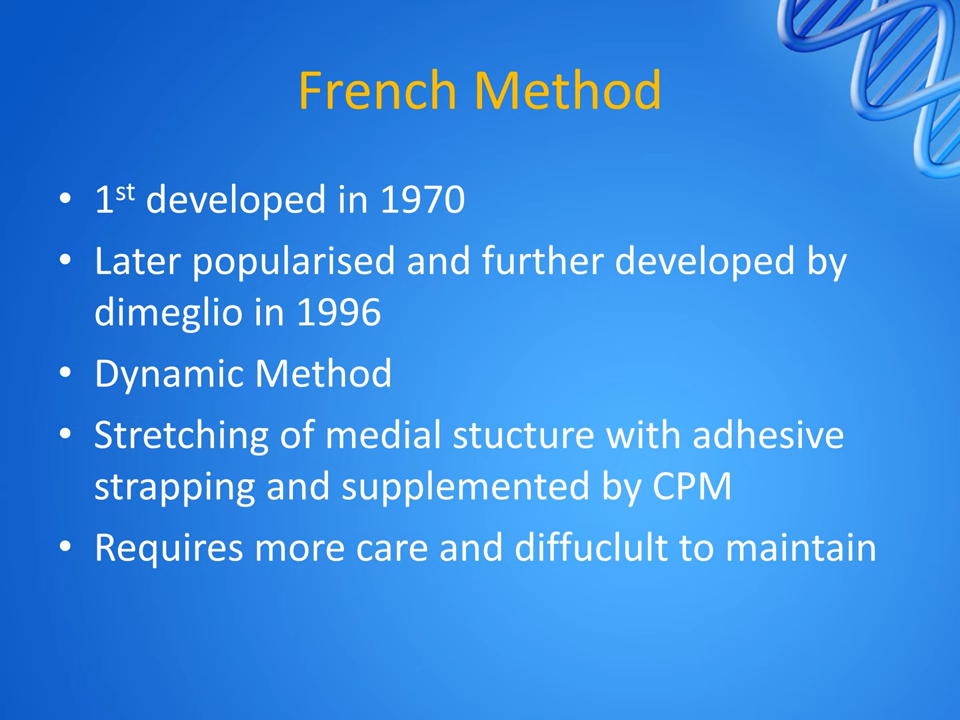 French Method
• 1st developed in 1970
• Later popularised and further developed by
dimeglio in 1996
• Dynamic Method
• Stretching of medial stucture with adhesive
strapping and supplemented by CPM
• Requires more care and diffuclult to maintain